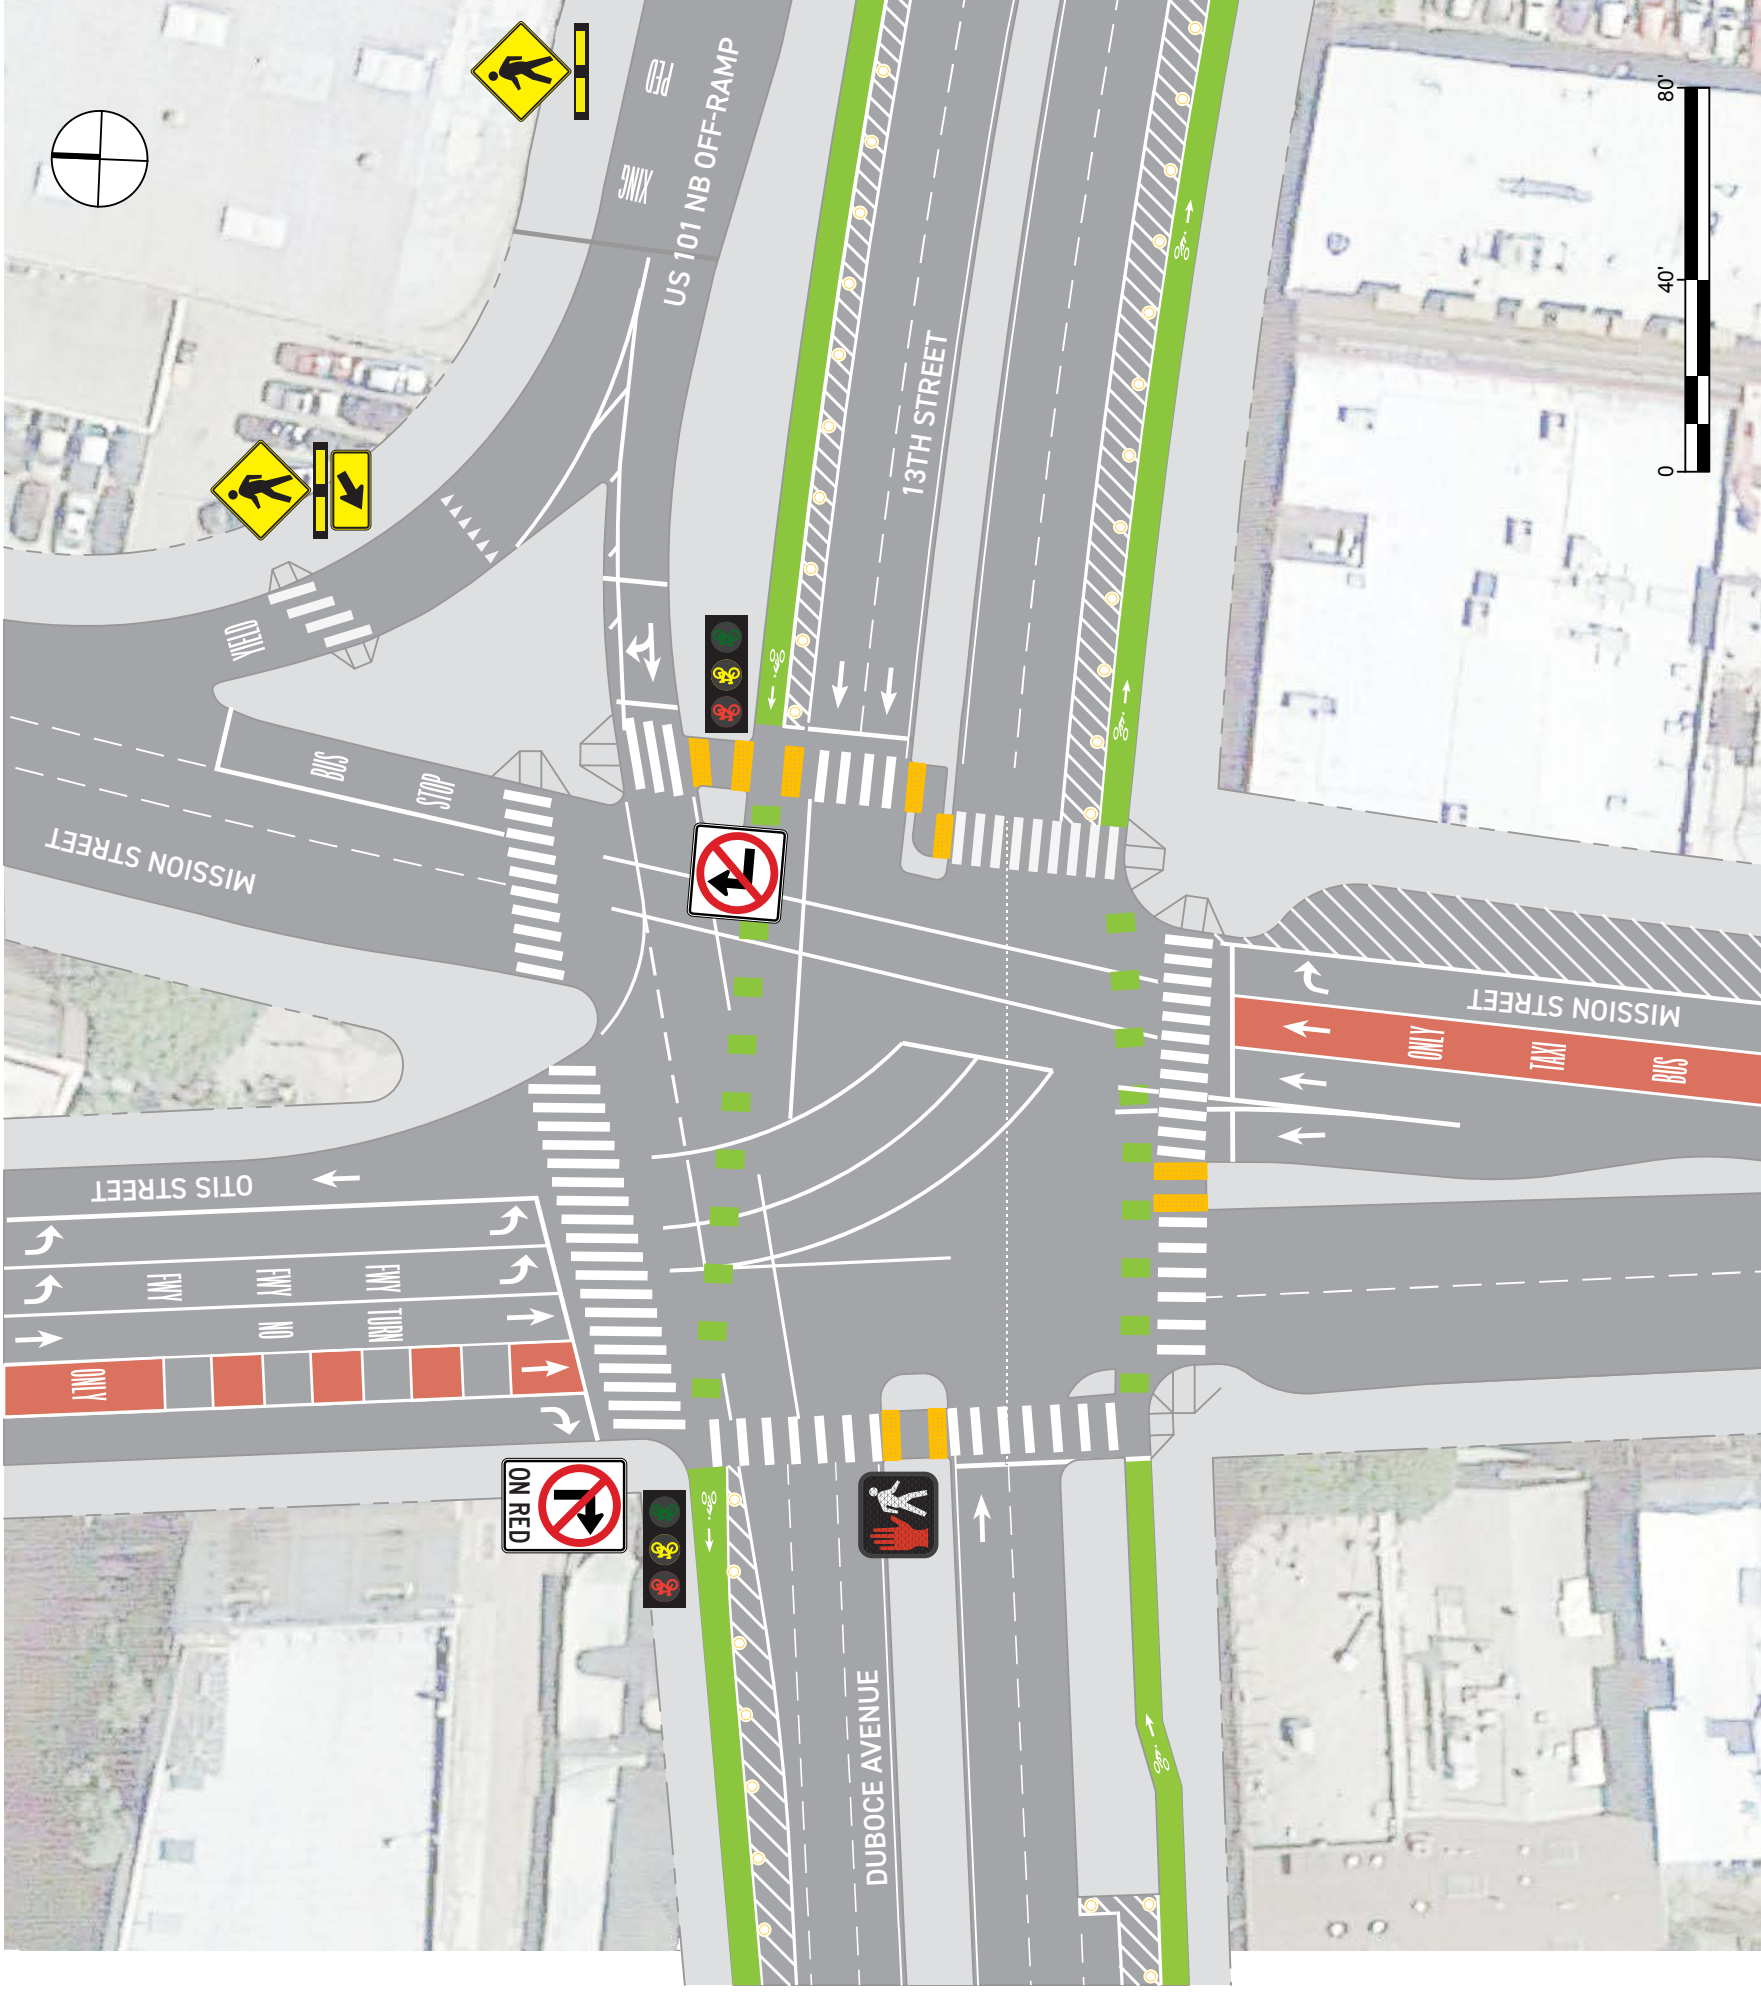 PED
XING
US 101 NB OFF-RAMP
80'
40'
0
13TH STREET
YIELD
BUS
STOP
MISSION STREET
MISSION STREET
ONLY
TAXI
BUS
OTIS STREET
FWY
FWY
FWY
NO
TURN
ONLY
ON RED
DUBOCE AVENUE